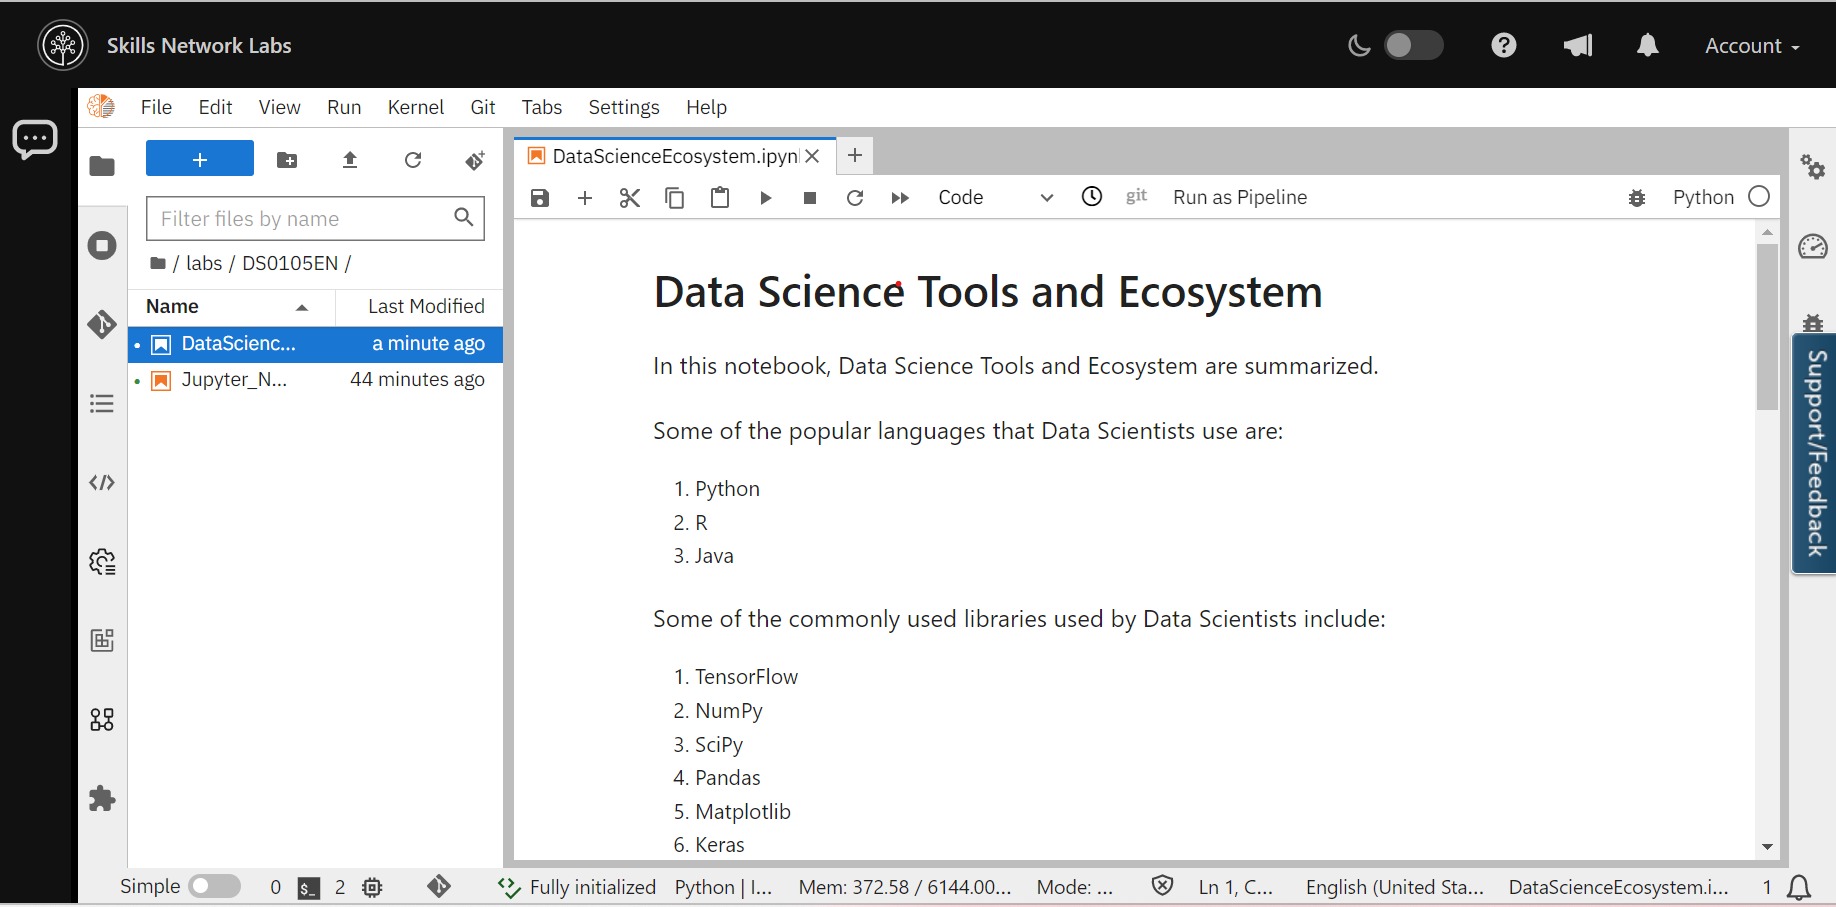 Skills Network Labs
Account
File Edit View Run Kernel Git Tabs Settings Help
DataScienceEcosystem.ipyn
Filter files by name
Code
git
Run as Pipeline
Python
/ labs / DS0105EN /
Name Last Modified
DataScienc... a minute ago
Jupyter_N... 44 minutes ago
Data Science Tools and Ecosystem
In this notebook, Data Science Tools and Ecosystem are summarized.
Some of the popular languages that Data Scientists use are:
1. Python
2. R
3. Java
Some of the commonly used libraries used by Data Scientists include:
1. TensorFlow
2. NumPy
3. SciPy
4. Pandas
5. Matplotlib
6. Keras
Support/Feedback
Simple 0 $_ 2 Fully initialized Python | I... Mem: 372.58 / 6144.00... Mode: ... Ln 1, C... English (United Sta... DataScienceEcosystem.i... 1